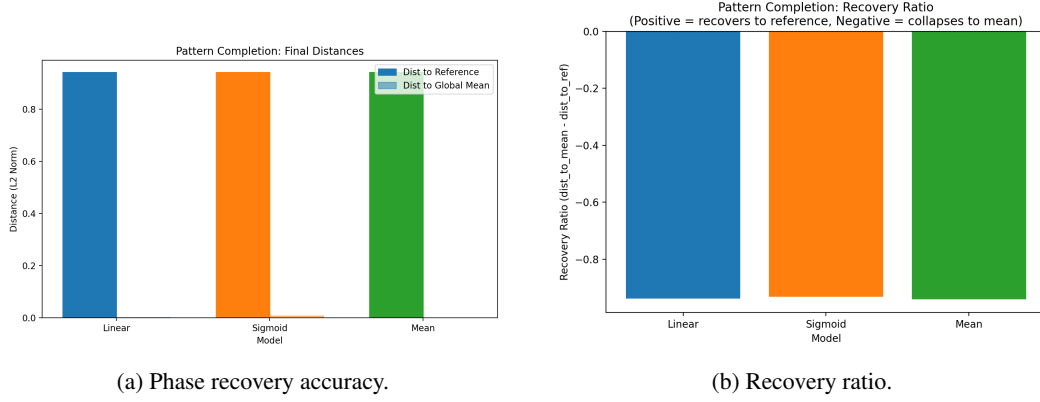 Pattern Completion: Final Distances
Dist to Reference
Dist to Global Mean
Distance (L2 Norm)
0.8
0.6
0.4
0.2
0.0
Linear
Sigmoid
Mean
Model
(a) Phase recovery accuracy.
Pattern Completion: Recovery Ratio
(Positive = recovers to reference, Negative = collapses to mean)
Recovery Ratio (dist_to_mean - dist_to_ref)
0.0
−0.2
−0.4
−0.6
−0.8
Linear
Sigmoid
Mean
Model
(b) Recovery ratio.